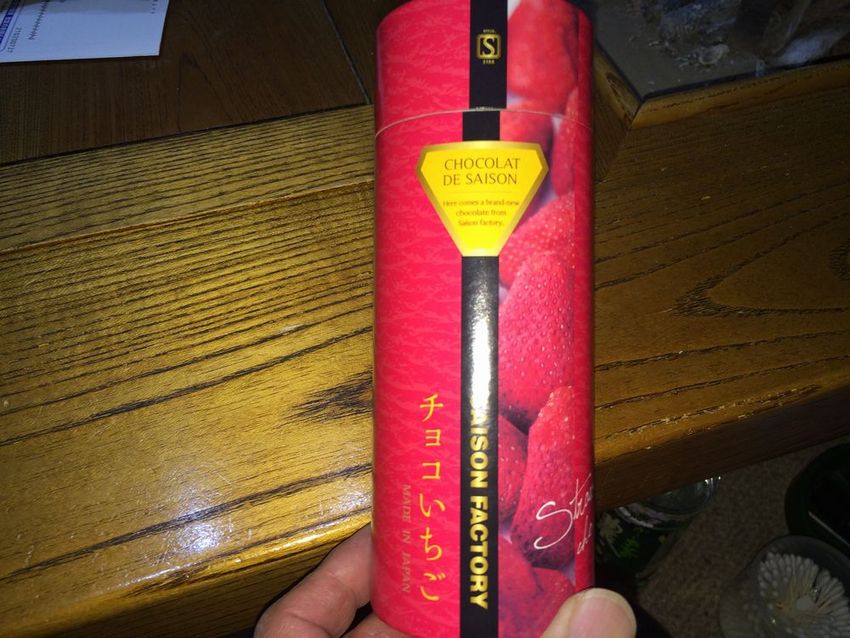 S
CHOCOLAT
DE SAISON
Here comes a brand-new
chocolate from
Saison factory.
チョコいちご
MADE IN JAPAN
SAISON FACTORY